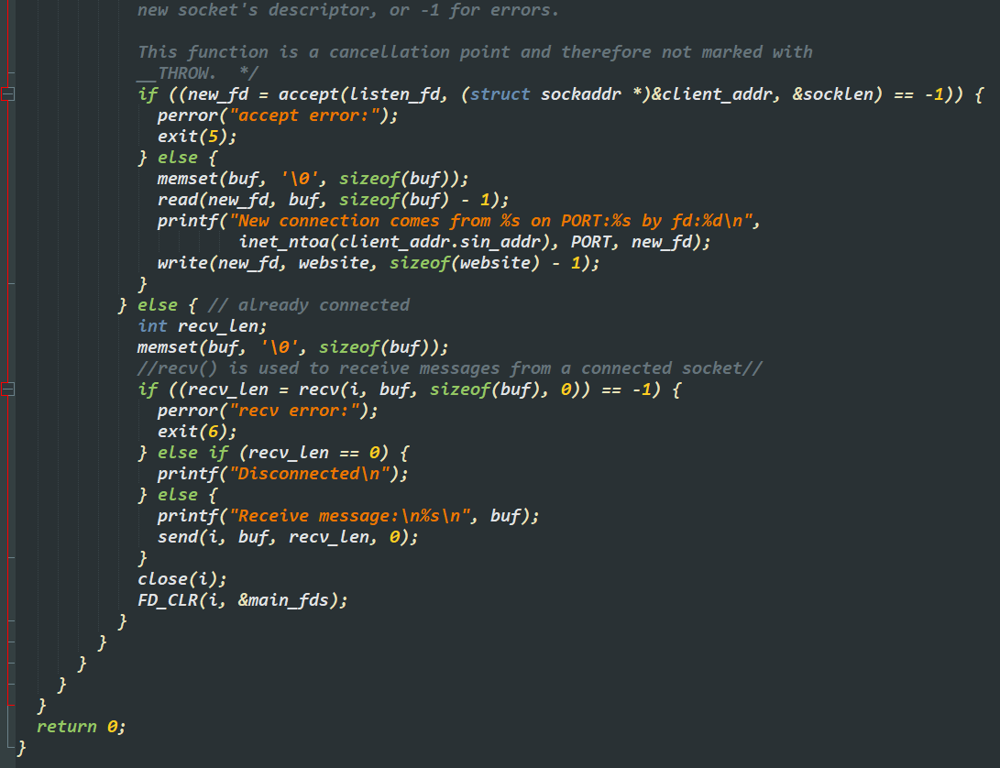 new socket's descriptor, or -1 for errors.
This function is a cancellation point and therefore not marked with
__THROW.  */
if ((new_fd = accept(listen_fd, (struct sockaddr *)&client_addr, &socklen) == -1)) {
perror("accept error:");
exit(5);
} else {
memset(buf, '\0', sizeof(buf));
read(new_fd, buf, sizeof(buf) - 1);
printf("New connection comes from %s on PORT:%s by fd:%d\n",
inet_ntoa(client_addr.sin_addr), PORT, new_fd);
write(new_fd, website, sizeof(website) - 1);
}
} else { // already connected
int recv_len;
memset(buf, '\0', sizeof(buf));
//recv() is used to receive messages from a connected socket//
if ((recv_len = recv(i, buf, sizeof(buf), 0)) == -1) {
perror("recv error:");
exit(6);
} else if (recv_len == 0) {
printf("Disconnected\n");
} else {
printf("Receive message:\n%s\n", buf);
send(i, buf, recv_len, 0);
}
close(i);
FD_CLR(i, &main_fds);
}
}
}
}
}
return 0;
}